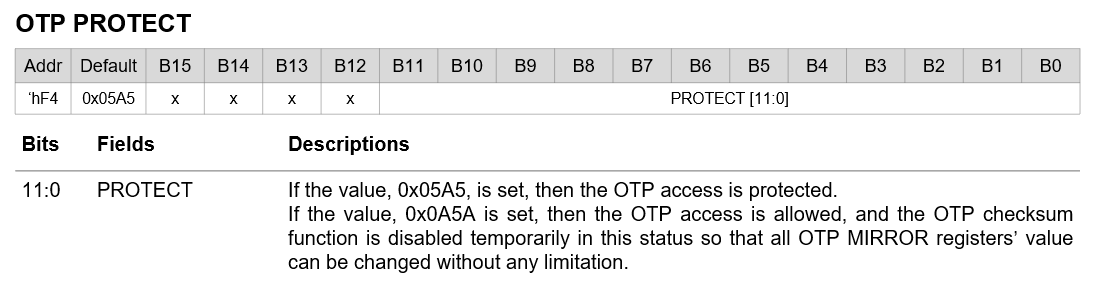 OTP PROTECT
Addr Default B15 B14 B13 B12 B11 B10 B9 B8 B7 B6 B5 B4 B3 B2 B1 B0
‘hF4 0x05A5 x x x x PROTECT [11:0]
Bits Fields Descriptions
11:0 PROTECT If the value, 0x05A5, is set, then the OTP access is protected.
If the value, 0x0A5A is set, then the OTP access is allowed, and the OTP checksum
function is disabled temporarily in this status so that all OTP MIRROR registers’ value
can be changed without any limitation.